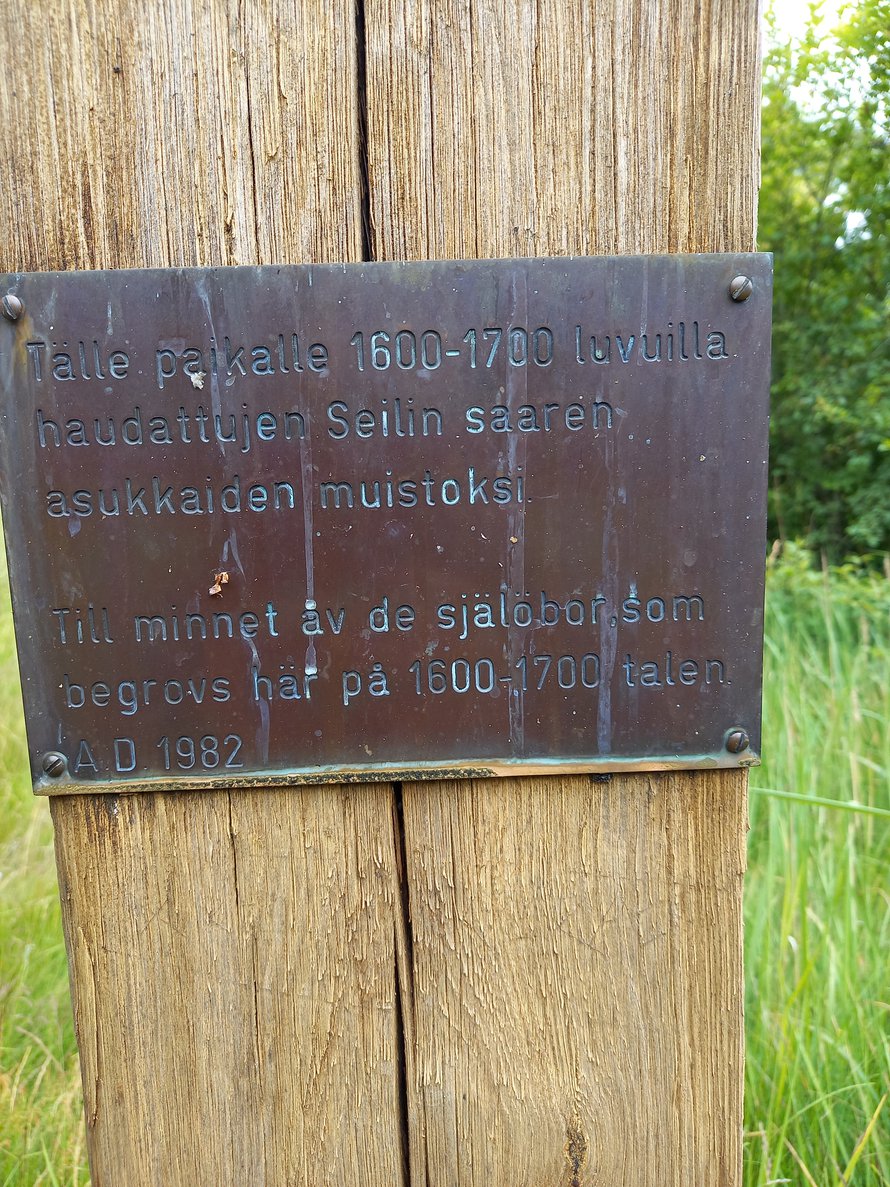 Tälle paikalle 1600-1700 luvuilla
haudattujen Seilin saaren
asukkaiden muistoksi.
Till minnet av de själöbor, som
begrovs här på 1600-1700 talen.
A.D. 1982